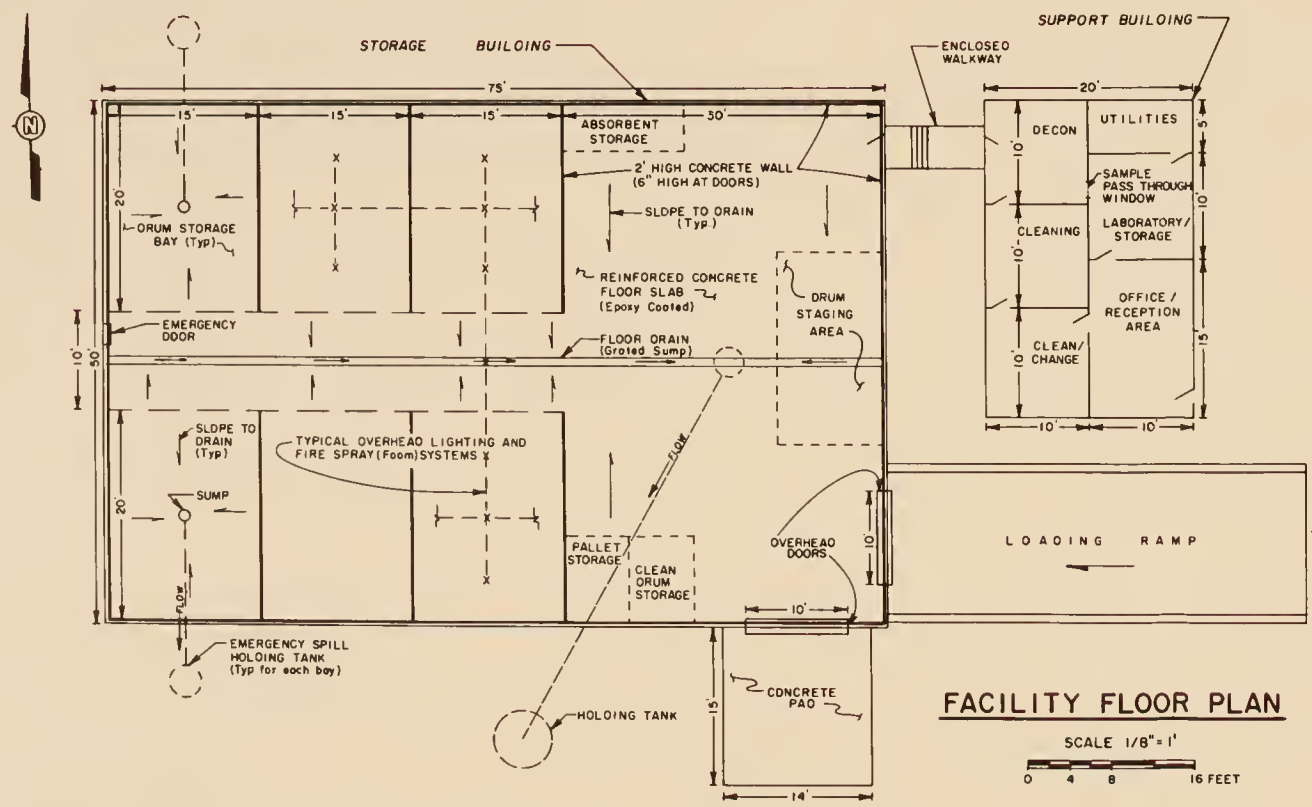 SUPPORT BUILDING
STORAGE BUILDING
ENCLOSED
WALKWAY
N
75'
20'
15'
15'
15'
30'
ABSORBENT
STORAGE
DECON
UTILITIES
5'
2' HIGH CONCRETE WALL
(6" HIGH AT DOORS)
10'
SAMPLE
PASS THROUGH
WINDOW
20'
SLOPE TO DRAIN
(Typ.)
10'
DRUM STORAGE
BAY (Typ)
CLEANING
LABORATORY/
STORAGE
10'
REINFORCED CONCRETE
FLOOR SLAB
(Epoxy Coated)
DRUM
STAGING
AREA
OFFICE/
RECEPTION
AREA
EMERGENCY
DOOR
10'
50'
FLOOR DRAIN
(Grated Sump)
CLEAN/
CHANGE
10'
15'
SLOPE TO
DRAIN
(Typ)
TYPICAL OVERHEAD LIGHTING AND
FIRE SPRAY (Foam) SYSTEMS
FLOW
10'
10'
SUMP
20'
PALLET
STORAGE
CLEAN
DRUM
STORAGE
OVERHEAD
DOORS
10'
LOADING RAMP
FLOW
10'
EMERGENCY SPILL
HOLDING TANK
(Typ for each bay)
HOLDING TANK
15'
CONCRETE
PAD
14'
FACILITY FLOOR PLAN
SCALE 1/8"=1'
0 4 8 16 FEET